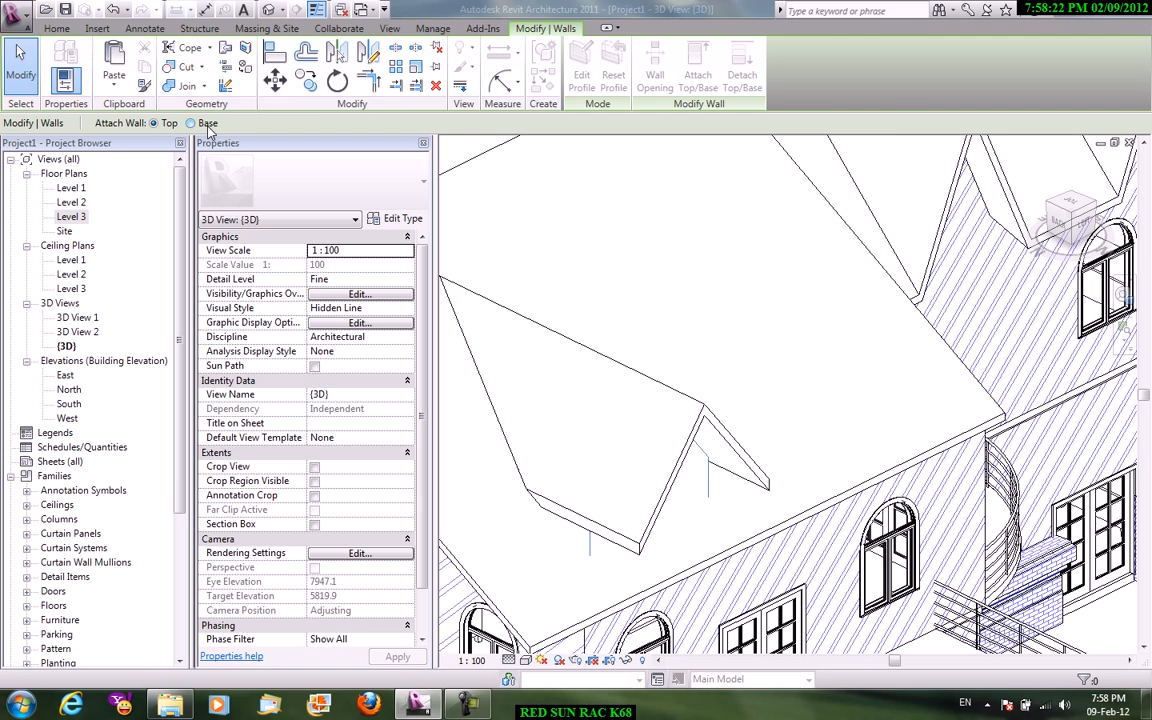 Autodesk Revit Architecture 2011 - [Project1 - 3D View: {3D}]
Type a keyword or phrase
7:58:22 PM 02/09/2012
Home Insert Annotate Structure Massing & Site Collaborate View Manage Add-Ins Modify | Walls
Modify Paste Cope Cut Join Edit Profile Reset Profile Wall Opening Attach Top/Base Detach Top/Base
Select Properties Clipboard Geometry Modify View Measure Create Mode Modify Wall
Modify | Walls Attach Wall: Top Base
Project1 - Project Browser
Views (all)
Floor Plans
Level 1
Level 2
Level 3
Site
Ceiling Plans
Level 1
Level 2
Level 3
3D Views
3D View 1
3D View 2
{3D}
Elevations (Building Elevation)
East
North
South
West
Legends
Schedules/Quantities
Sheets (all)
Families
Annotation Symbols
Ceilings
Columns
Curtain Panels
Curtain Systems
Curtain Wall Mullions
Detail Items
Doors
Floors
Furniture
Parking
Pattern
Planting
Properties
3D View: {3D} Edit Type
Graphics
View Scale 1 : 100
Scale Value 1: 100
Detail Level Fine
Visibility/Graphics Ov... Edit...
Visual Style Hidden Line
Graphic Display Opti... Edit...
Discipline Architectural
Analysis Display Style None
Sun Path
Identity Data
View Name {3D}
Dependency Independent
Title on Sheet
Default View Template None
Extents
Crop View
Crop Region Visible
Annotation Crop
Far Clip Active
Section Box
Camera
Rendering Settings Edit...
Perspective
Eye Elevation 7947.1
Target Elevation 5819.9
Camera Position Adjusting
Phasing
Phase Filter Show All
Properties help Apply
BACK LEFT
1 : 100
Main Model :0
EN 7:58 PM
09-Feb-12
RED SUN RAC K68